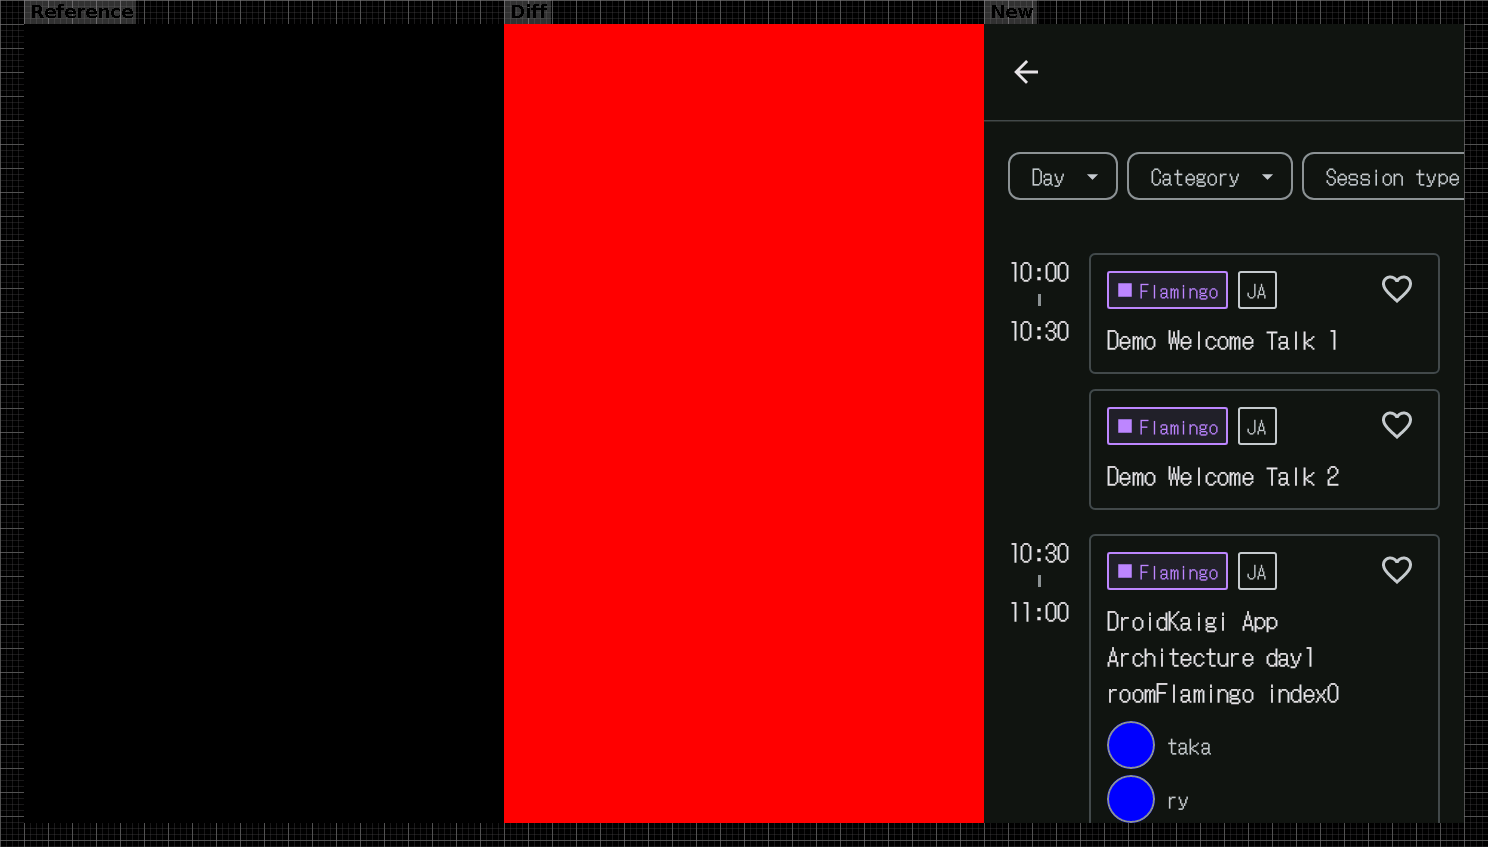 Reference
Diff
New
Day
Category
Session type
10:00
10:30
Flamingo
JA
Demo Welcome Talk 1
Flamingo
JA
Demo Welcome Talk 2
10:30
11:00
Flamingo
JA
DroidKaigi App
Architecture day1
roomFlamingo index0
taka
ry